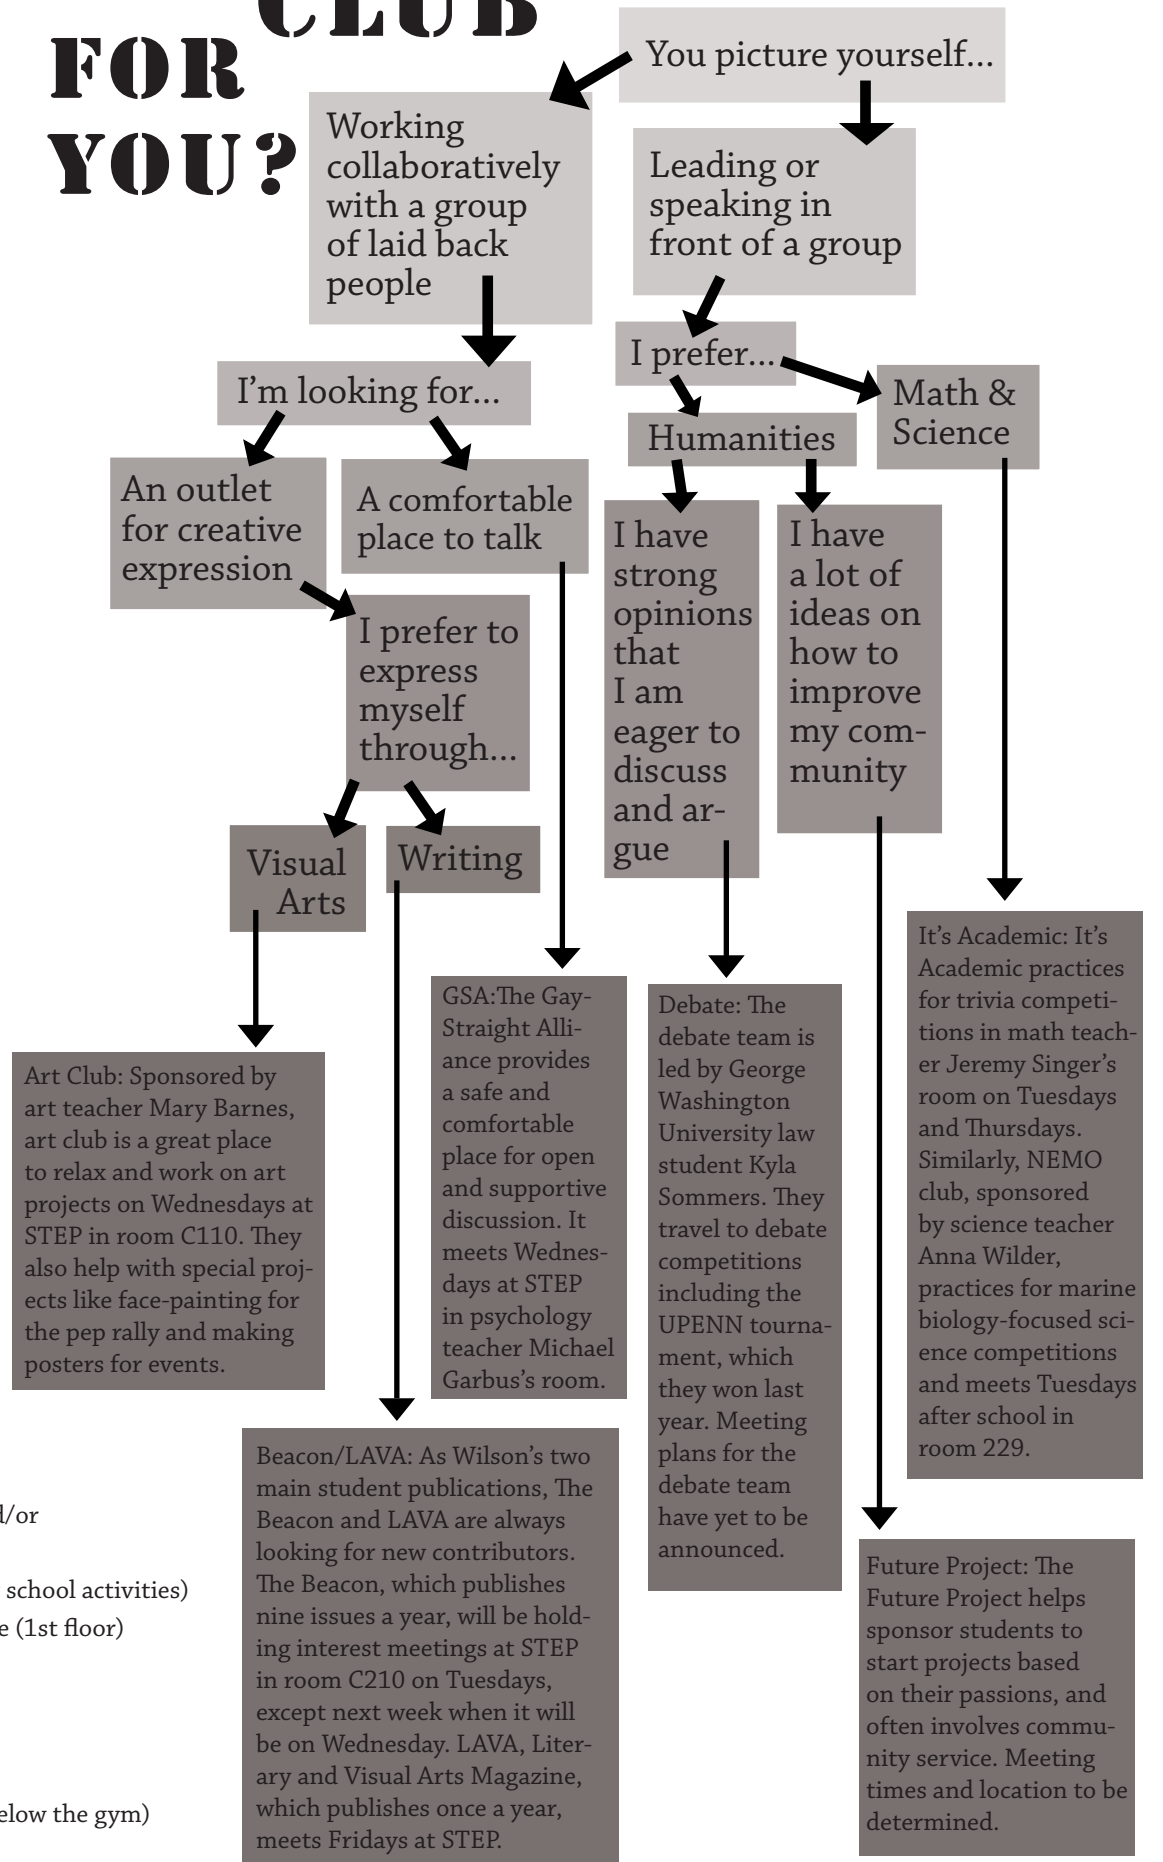 CLUB
FOR
YOU?
You picture yourself...
Working
collaboratively
with a group
of laid back
people
Leading or
speaking in
front of a group
I'm looking for...
I prefer...
Math &
Science
Humanities
An outlet
for creative
expression
A comfortable
place to talk
I have
strong
opinions
that
I am
eager to
discuss
and ar-
gue
I have
a lot of
ideas on
how to
improve
my com-
munity
I prefer to
express
myself
through...
Visual
Arts
Writing
Art Club: Sponsored by
art teacher Mary Barnes,
art club is a great place
to relax and work on art
projects on Wednesdays at
STEP in room C110. They
also help with special proj-
ects like face-painting for
the pep rally and making
posters for events.
GSA:The Gay-
Straight Alli-
ance provides
a safe and
comfortable
place for open
and supportive
discussion. It
meets Wednes-
days at STEP
in psychology
teacher Michael
Garbus's room.
Debate: The
debate team is
led by George
Washington
University law
student Kyla
Sommers. They
travel to debate
competitions
including the
UPENN tourna-
ment, which
they won last
year. Meeting
plans for the
debate team
have yet to be
announced.
It's Academic: It's
Academic practices
for trivia competi-
tions in math teach-
er Jeremy Singer's
room on Tuesdays
and Thursdays.
Similarly, NEMO
club, sponsored
by science teacher
Anna Wilder,
practices for marine
biology-focused sci-
ence competitions
and meets Tuesdays
after school in
room 229.
Beacon/LAVA: As Wilson's two
main student publications, The
Beacon and LAVA are always
looking for new contributors.
The Beacon, which publishes
nine issues a year, will be hold-
ing interest meetings at STEP
in room C210 on Tuesdays,
except next week when it will
be on Wednesday. LAVA, Liter-
ary and Visual Arts Magazine,
which publishes once a year,
meets Fridays at STEP.
Future Project: The
Future Project helps
sponsor students to
start projects based
on their passions, and
often involves commu-
nity service. Meeting
times and location to be
determined.
/or
school activities)
(1st floor)
elow the gym)